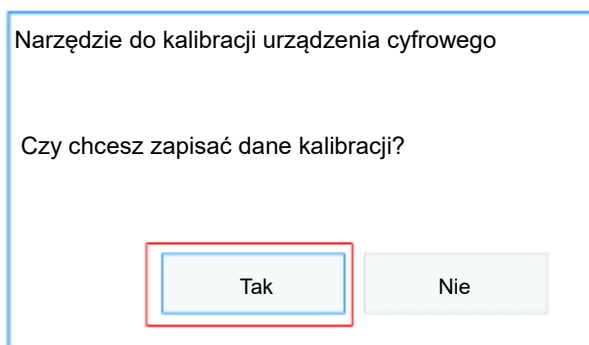 Narzędzie do kalibracji urządzenia cyfrowego
Czy chcesz zapisać dane kalibracji?
Tak Nie